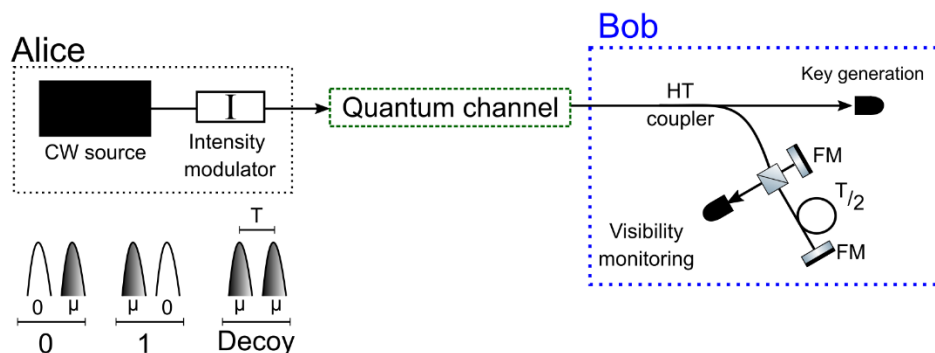 Alice
Bob
CW source
I
Intensity
modulator
Quantum channel
HT
coupler
Key generation
FM
T/2
FM
Visibility
monitoring
T
0 μ μ 0 μ μ
0 1 Decoy